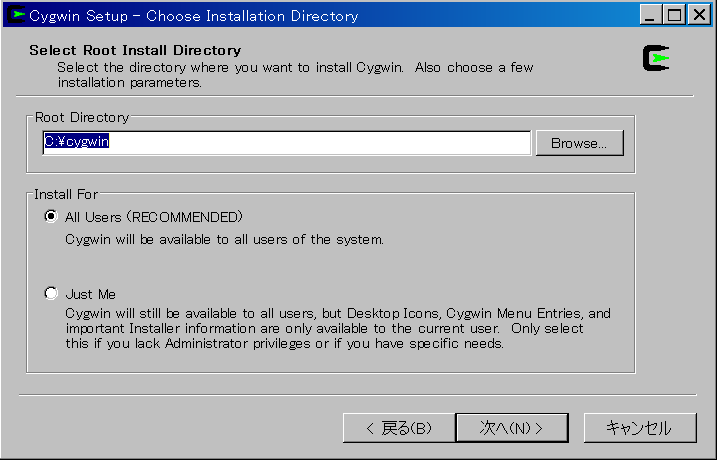 Cygwin Setup - Choose Installation Directory
Select Root Install Directory
Select the directory where you want to install Cygwin.  Also choose a few
installation parameters.
Root Directory
C:¥cygwin
Browse...
Install For
All Users (RECOMMENDED)
Cygwin will be available to all users of the system.
Just Me
Cygwin will still be available to all users, but Desktop Icons, Cygwin Menu Entries, and
important Installer information are only available to the current user.  Only select
this if you lack Administrator privileges or if you have specific needs.
< 戻る(B)
次へ(N) >
キャンセル